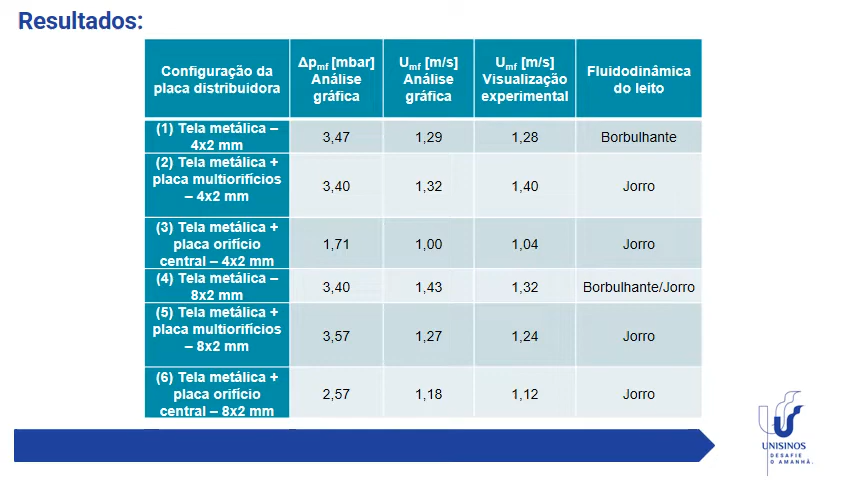 Resultados:
Configuração da
placa distribuidora
Δpmf [mbar]
Análise
gráfica
Umf [m/s]
Análise
gráfica
Umf [m/s]
Visualização
experimental
Fluidodinâmica
do leito
(1) Tela metálica –
4x2 mm
3,47
1,29
1,28
Borbulhante
(2) Tela metálica +
placa multiorifícios
– 4x2 mm
3,40
1,32
1,40
Jorro
(3) Tela metálica +
placa orifício
central – 4x2 mm
1,71
1,00
1,04
Jorro
(4) Tela metálica –
8x2 mm
3,40
1,43
1,32
Borbulhante/Jorro
(5) Tela metálica +
placa multiorifícios
– 8x2 mm
3,57
1,27
1,24
Jorro
(6) Tela metálica +
placa orifício
central – 8x2 mm
2,57
1,18
1,12
Jorro
UNISINOS
DESAFIE
O AMANHÃ.